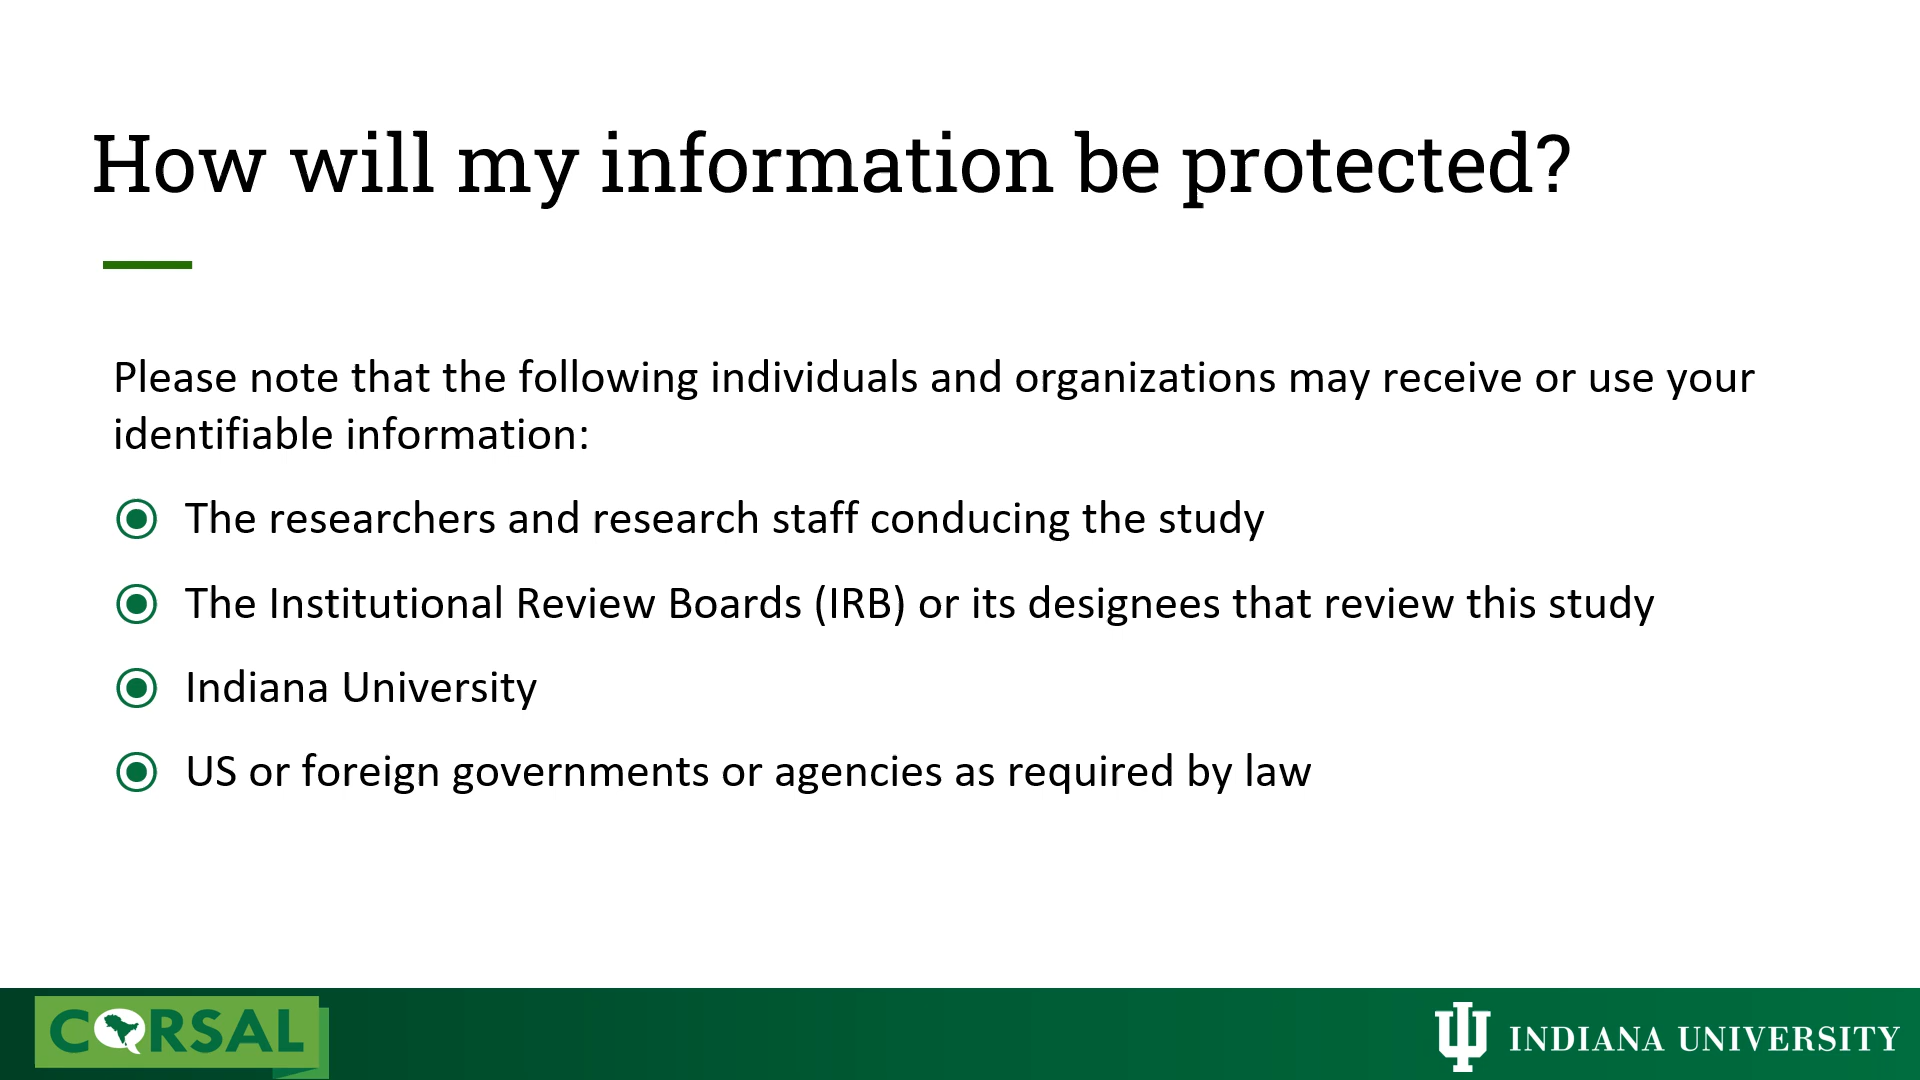 How will my information be protected?
Please note that the following individuals and organizations may receive or use your
identifiable information:
The researchers and research staff conducing the study
The Institutional Review Boards (IRB) or its designees that review this study
Indiana University
US or foreign governments or agencies as required by law
CORSAL
INDIANA UNIVERSITY